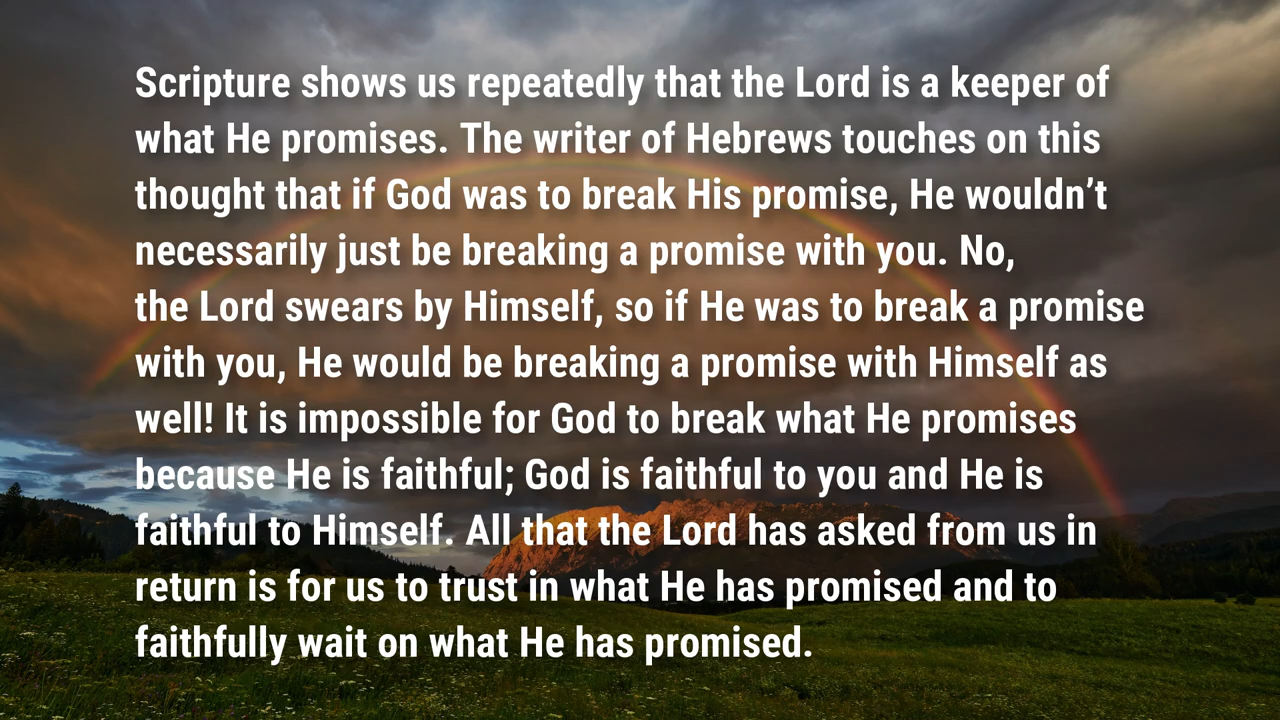 Scripture shows us repeatedly that the Lord is a keeper of
what He promises. The writer of Hebrews touches on this
thought that if God was to break His promise, He wouldn’t
necessarily just be breaking a promise with you. No,
the Lord swears by Himself, so if He was to break a promise
with you, He would be breaking a promise with Himself as
well! It is impossible for God to break what He promises
because He is faithful; God is faithful to you and He is
faithful to Himself. All that the Lord has asked from us in
return is for us to trust in what He has promised and to
faithfully wait on what He has promised.